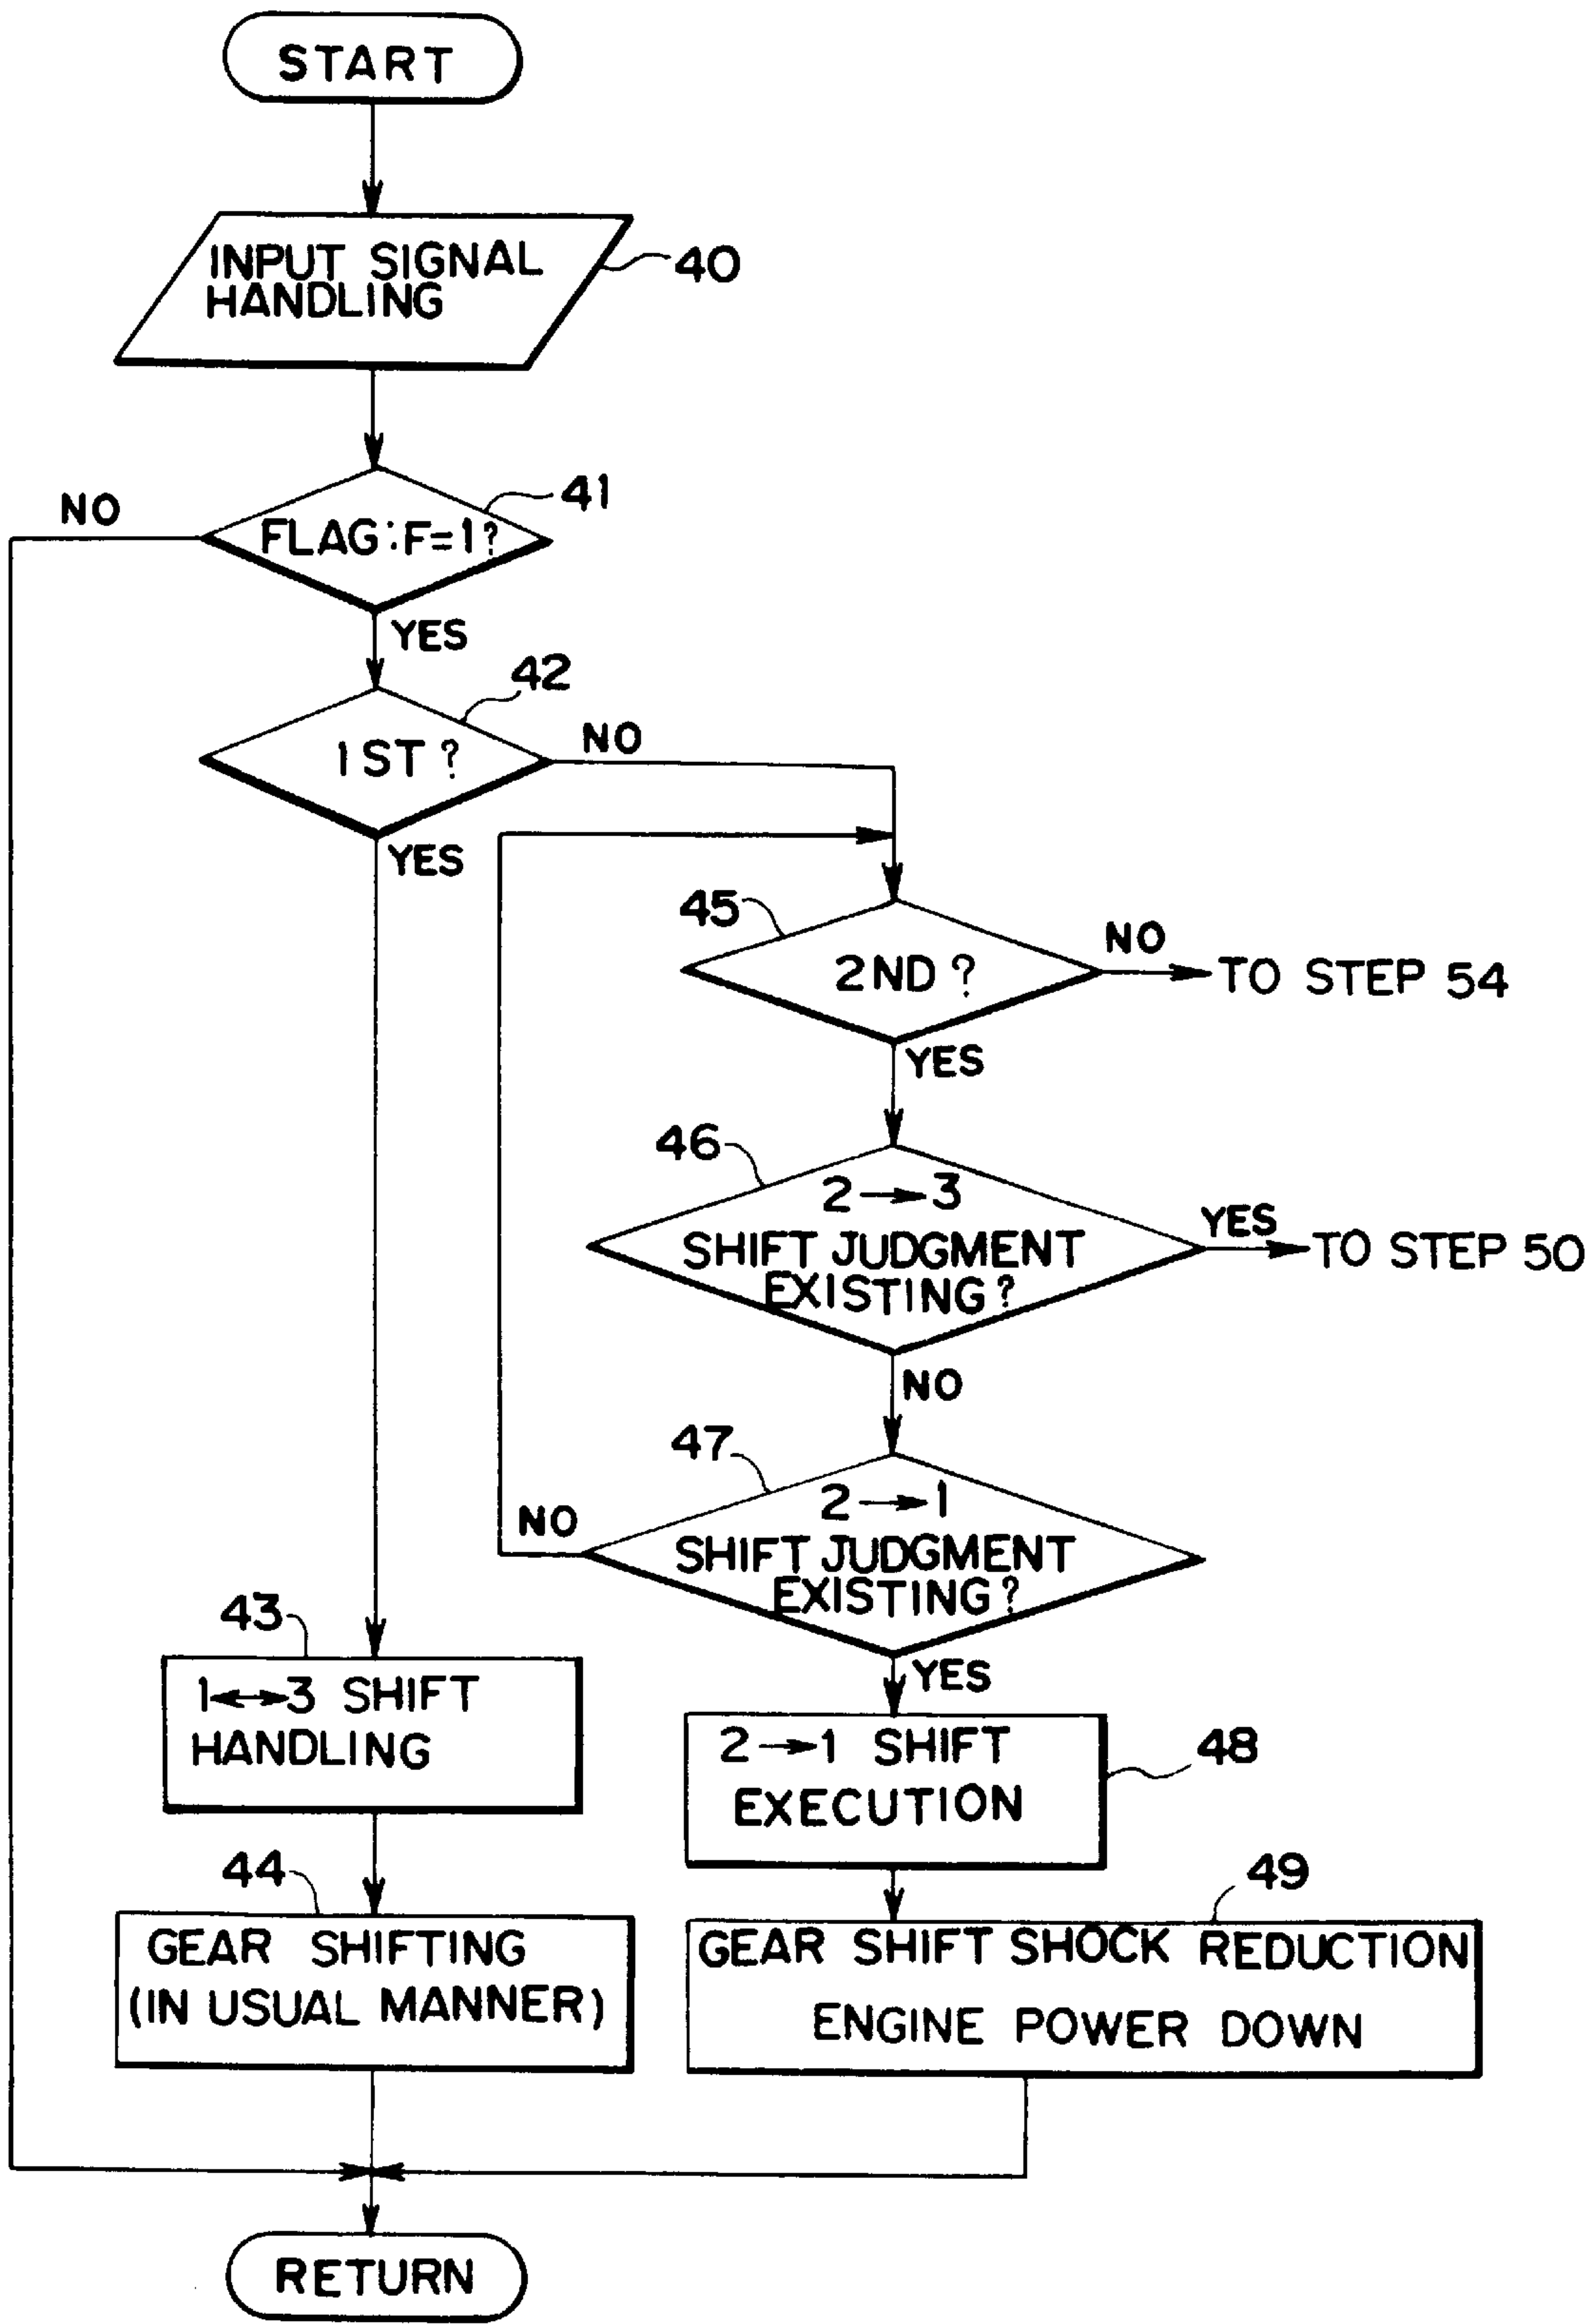 START
INPUT SIGNAL
HANDLING
40
NO
FLAG:F=1?
41
YES
42
1ST?
NO
YES
45
2ND?
NO
TO STEP 54
YES
46
2→3
SHIFT JUDGMENT
EXISTING?
YES
TO STEP 50
NO
47
2→1
SHIFT JUDGMENT
EXISTING?
NO
YES
43
1↔3 SHIFT
HANDLING
2→1 SHIFT
EXECUTION
48
44
GEAR SHIFTING
(IN USUAL MANNER)
49
GEAR SHIFT SHOCK REDUCTION
ENGINE POWER DOWN
RETURN